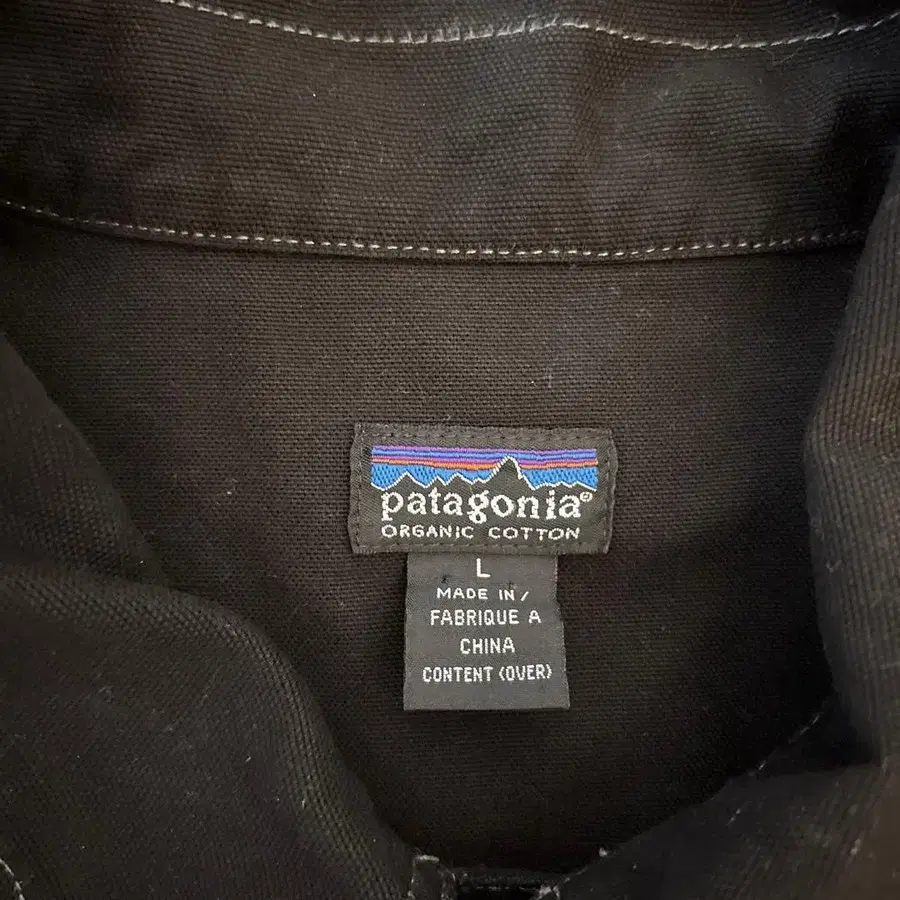 patagonia®
ORGANIC COTTON
L
MADE IN/
FABRIQUE A
CHINA
CONTENT (OVER)